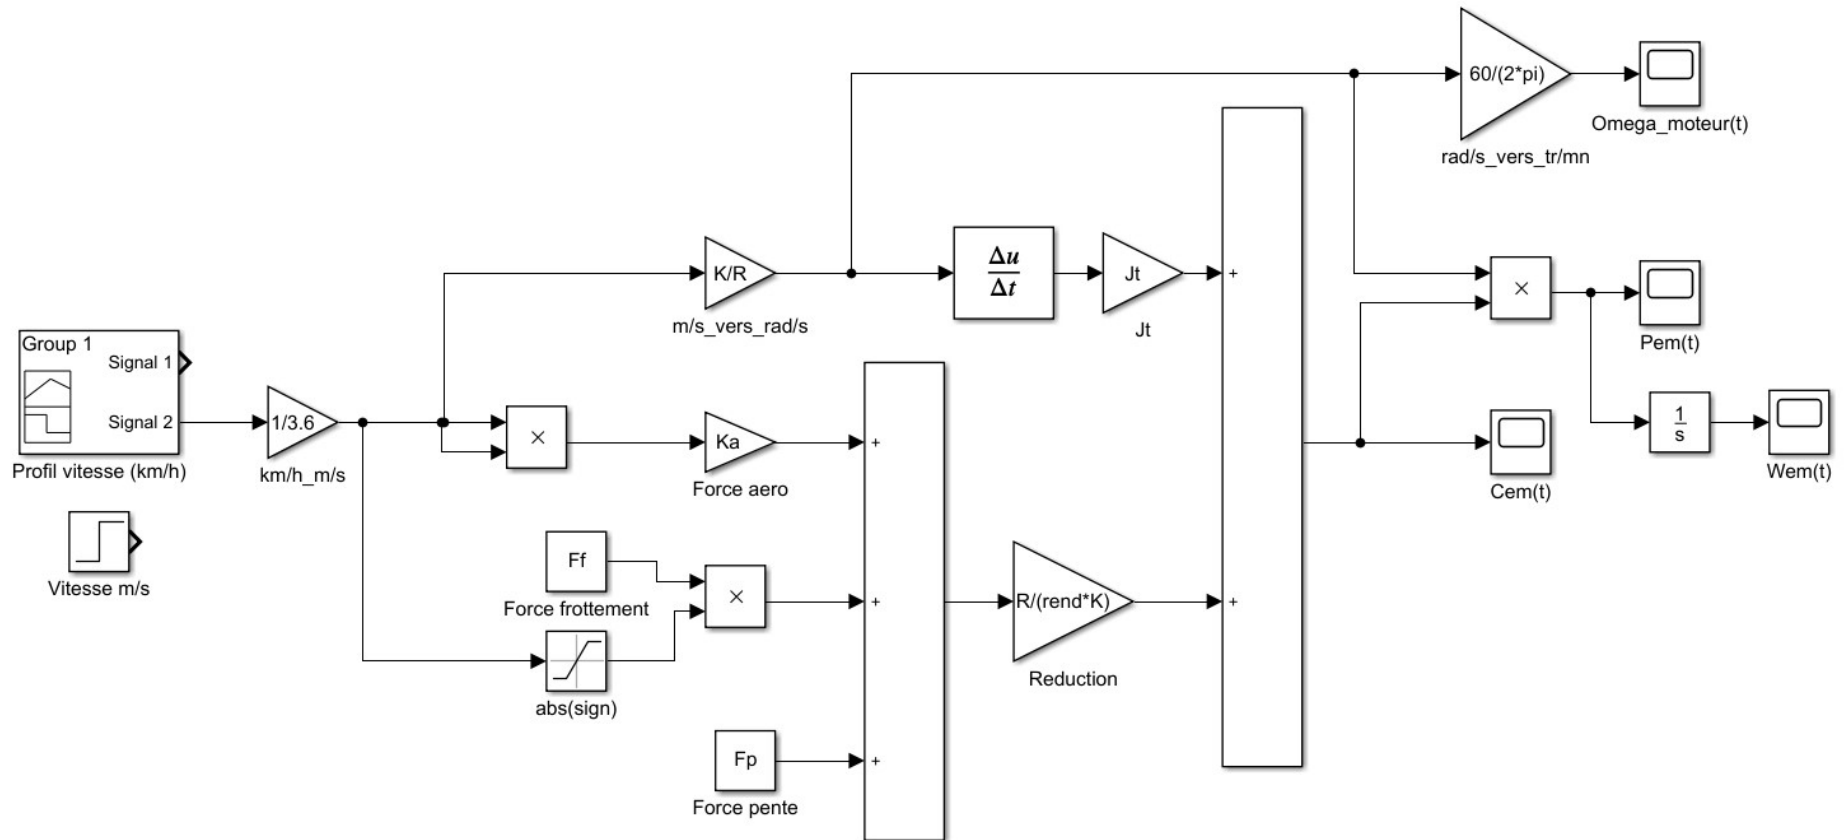 60/(2*pi)
Omega_moteur(t)
rad/s_vers_tr/mn
K/R
m/s_vers_rad/s
Δu
Δt
Jt
Jt
+
×
Pem(t)
Group 1
Signal 1
Signal 2
Profil vitesse (km/h)
1/3.6
km/h_m/s
×
Ka
Force aero
+
Cem(t)
1
s
Wem(t)
Vitesse m/s
Ff
Force frottement
×
+
abs(sign)
R/(rend*K)
Reduction
+
Fp
Force pente
+